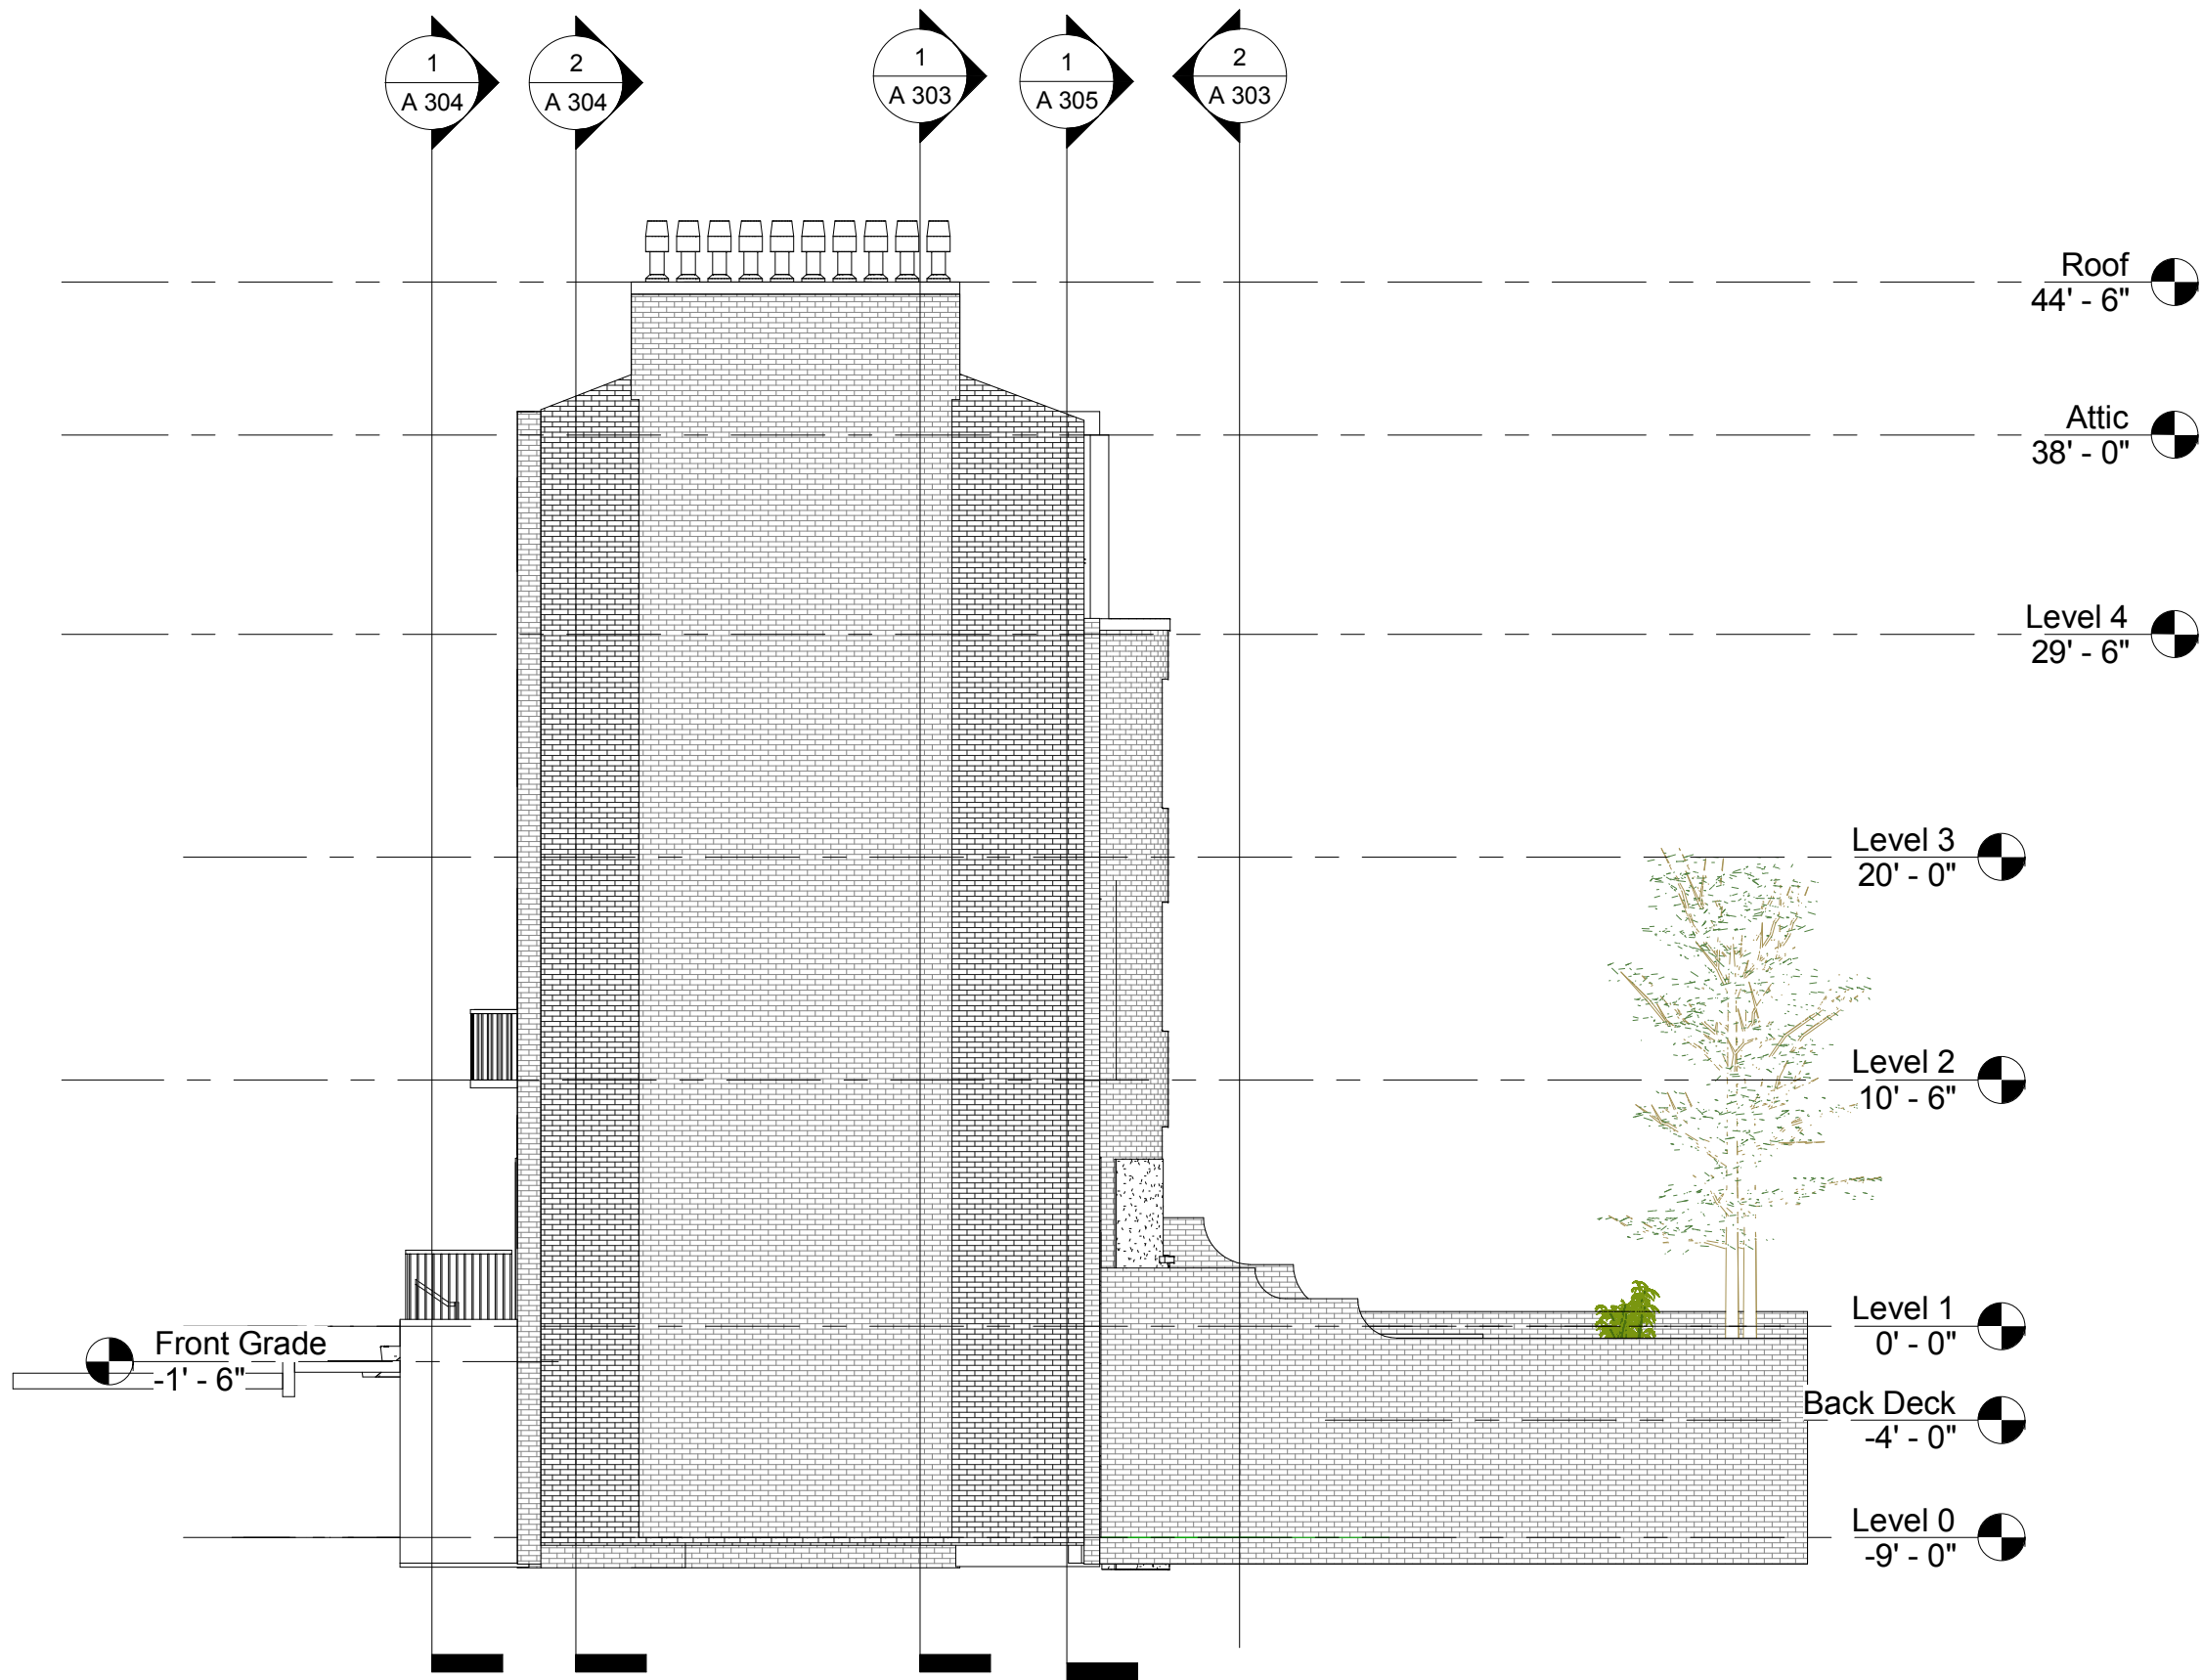 1
A 304
2
A 304
1
A 303
1
A 305
2
A 303
Roof
44' - 6"
Attic
38' - 0"
Level 4
29' - 6"
Level 3
20' - 0"
Level 2
10' - 6"
Level 1
0' - 0"
Front Grade
-1' - 6"
Back Deck
-4' - 0"
Level 0
-9' - 0"